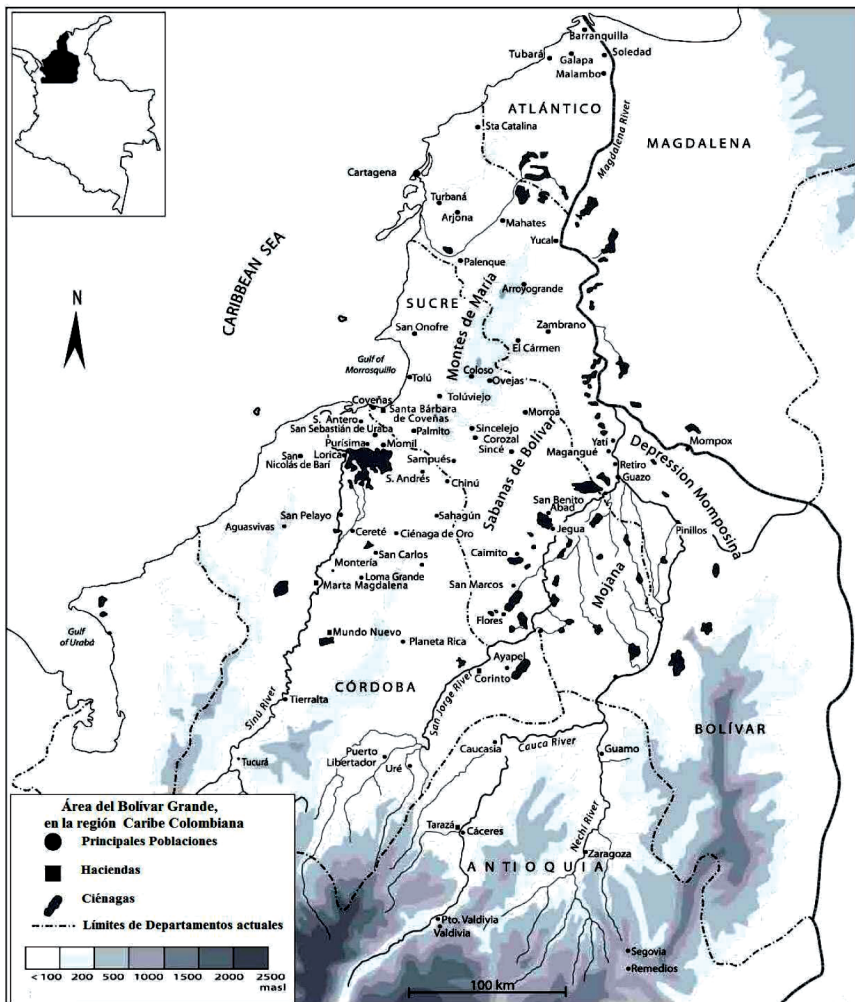 Barranquilla
Tubará
Galapa
Soledad
Malambo
ATLÁNTICO
Sta Catalina
Magdalena River
MAGDALENA
Cartagena
Turbaná
Arjona
Mahates
Yucal
CARIBBEAN SEA
Palenque
N
SUCRE
Montes de María
Arroyogrande
San Onofre
Zambrano
El Cármen
Gulf of
Morrosquillo
Tolú
Coloso
Ovejas
Tolúviejo
Coveñas
Santa Bárbara
de Coveñas
Morroa
S. Antero
San Sebastián de Uraba
Palmito
Sincelejo
Corozal
Sincé
Purísima
Momil
Yatí
Magangué
Mompox
San
Nicolás de Barí
Lorica
Sampués
Retiro
Guazo
Depression Momposina
S. Andrés
Chinú
Sabanas de Bolívar
San Benito
Abad
Jegua
Pinillos
San Pelayo
Sahagún
Aguasvivas
Cereté
Ciénaga de Oro
Caimito
San Carlos
Montería
Loma Grande
Marta Magdalena
San Marcos
Mojana
Flores
Gulf
of Urabá
Mundo Nuevo
Planeta Rica
Ayapel
Corinto
San Jorge River
CÓRDOBA
Sinú River
Tierralta
BOLÍVAR
Puerto
Libertador
Uré
Caucasia
Cauca River
Guamo
Tucurá
Tarazá
Cáceres
Nechí River
Zaragoza
ANTIOQUIA
Pto. Valdivia
Valdivia
Segovia
Remedios
100 km
Área del Bolívar Grande,
en la región Caribe Colombiana
Principales Poblaciones
Haciendas
Ciénagas
Límites de Departamentos actuales
< 100 200 500 1000 1500 2000 2500
masl